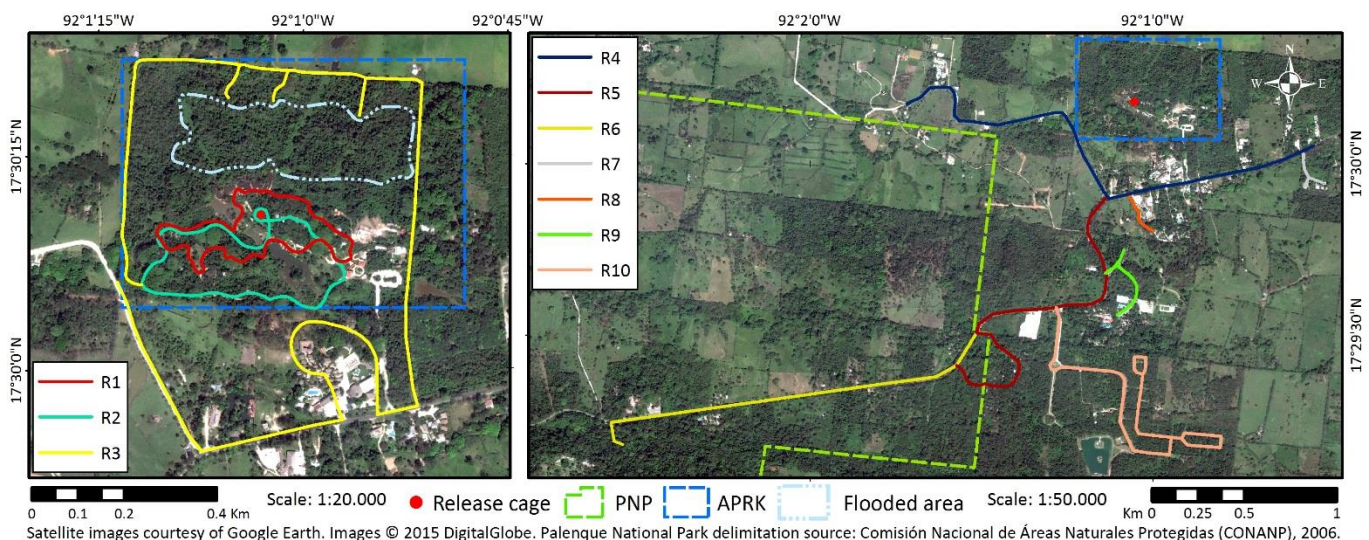 92°1'15"W 92°1'0"W 92°0'45"W 92°20'0"W 92°1'0"W
17°30'15"N
17°30'0"N
R1
R2
R3
R4
R5
R6
R7
R8
R9
R10
N
W E
S
17°30'0"N
17°29'30"N
0 0.1 0.2 0.4 Km
Scale: 1:20.000
Release cage
PNP
APRK
Flooded area
Scale: 1:50.000
Km 0 0.25 0.5 1
Satellite images courtesy of Google Earth. Images © 2015 DigitalGlobe. Palenque National Park delimitation source: Comisión Nacional de Áreas Naturales Protegidas (CONANP), 2006.